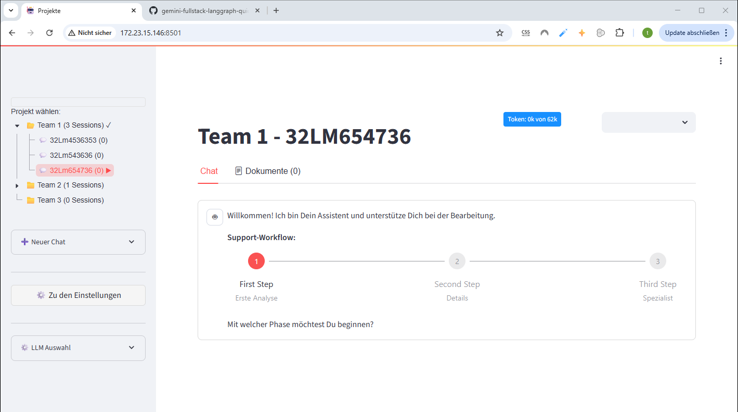 Projekte
gemini-fullstack-langgraph-qui
Nicht sicher
172.23.15.146:8501
Update abschließen
Projekt wählen:
Team 1 (3 Sessions) ✓
32Lm4536353 (0)
32Lm543636 (0)
32Lm654736 (0) ▶
Team 2 (1 Sessions)
Team 3 (0 Sessions)
Neuer Chat
Zu den Einstellungen
LLM Auswahl
Token: 0k von 62k
Team 1 - 32LM654736
Chat
Dokumente (0)
Willkommen! Ich bin Dein Assistent und unterstütze Dich bei der Bearbeitung.
Support-Workflow:
1
2
3
First Step
Second Step
Third Step
Erste Analyse
Details
Spezialist
Mit welcher Phase möchtest Du beginnen?